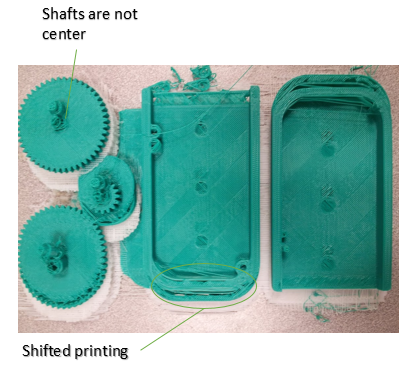 Shafts are not
center
Shifted printing